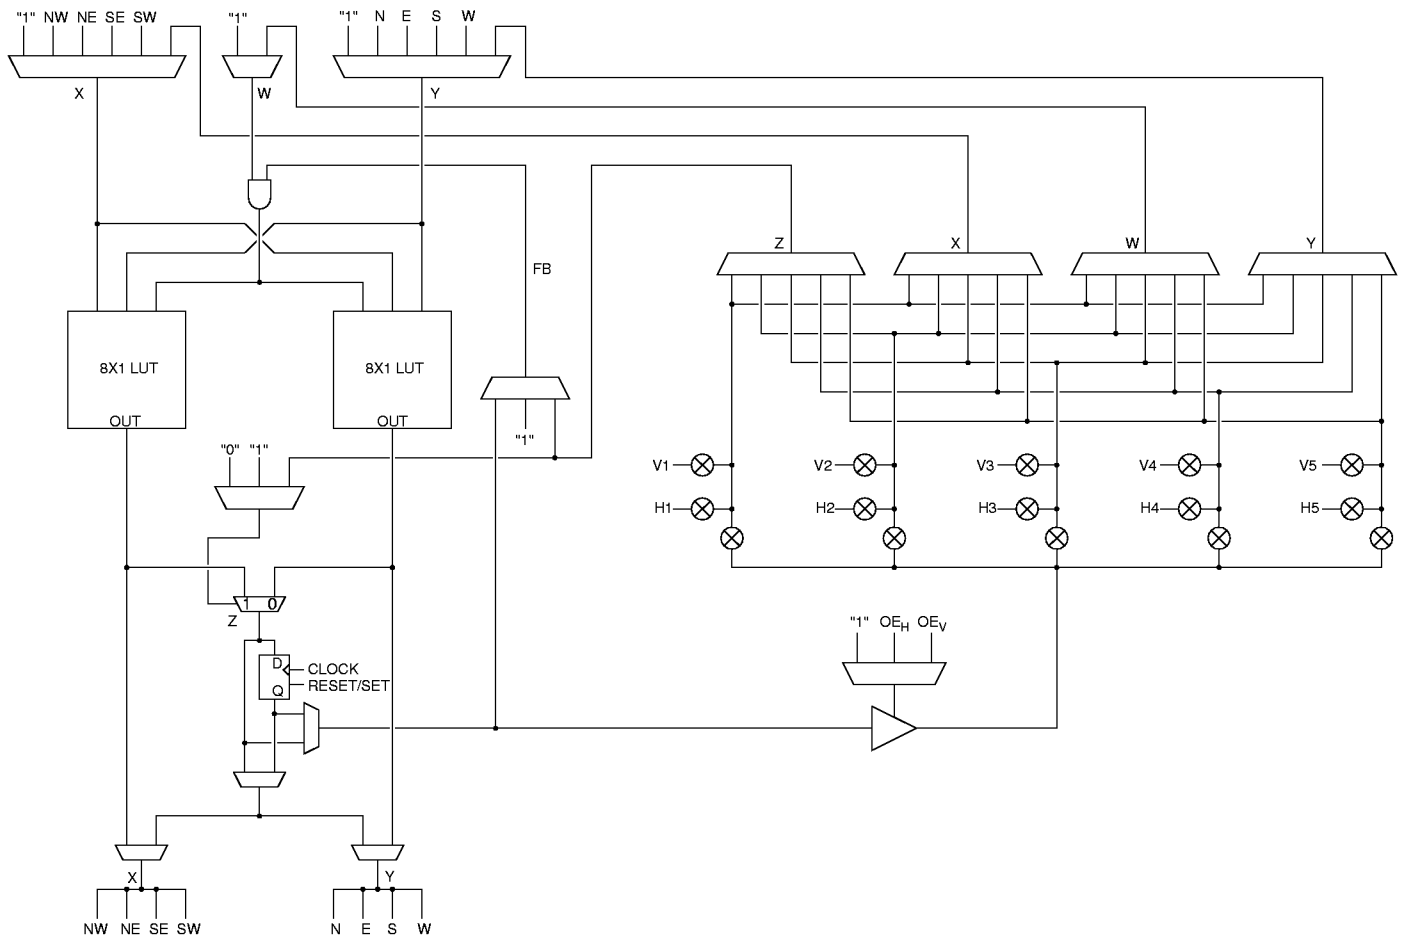 "1" NW NE SE SW
"1"
"1" N E S W
X
W
Y
Z
X
W
Y
FB
8X1 LUT
OUT
8X1 LUT
OUT
"1"
"0" "1"
V1
V2
V3
V4
V5
H1
H2
H3
H4
H5
1 0
Z
"1" OEH OEV
D
CLOCK
Q
RESET/SET
X
Y
NW NE SE SW
N E S W